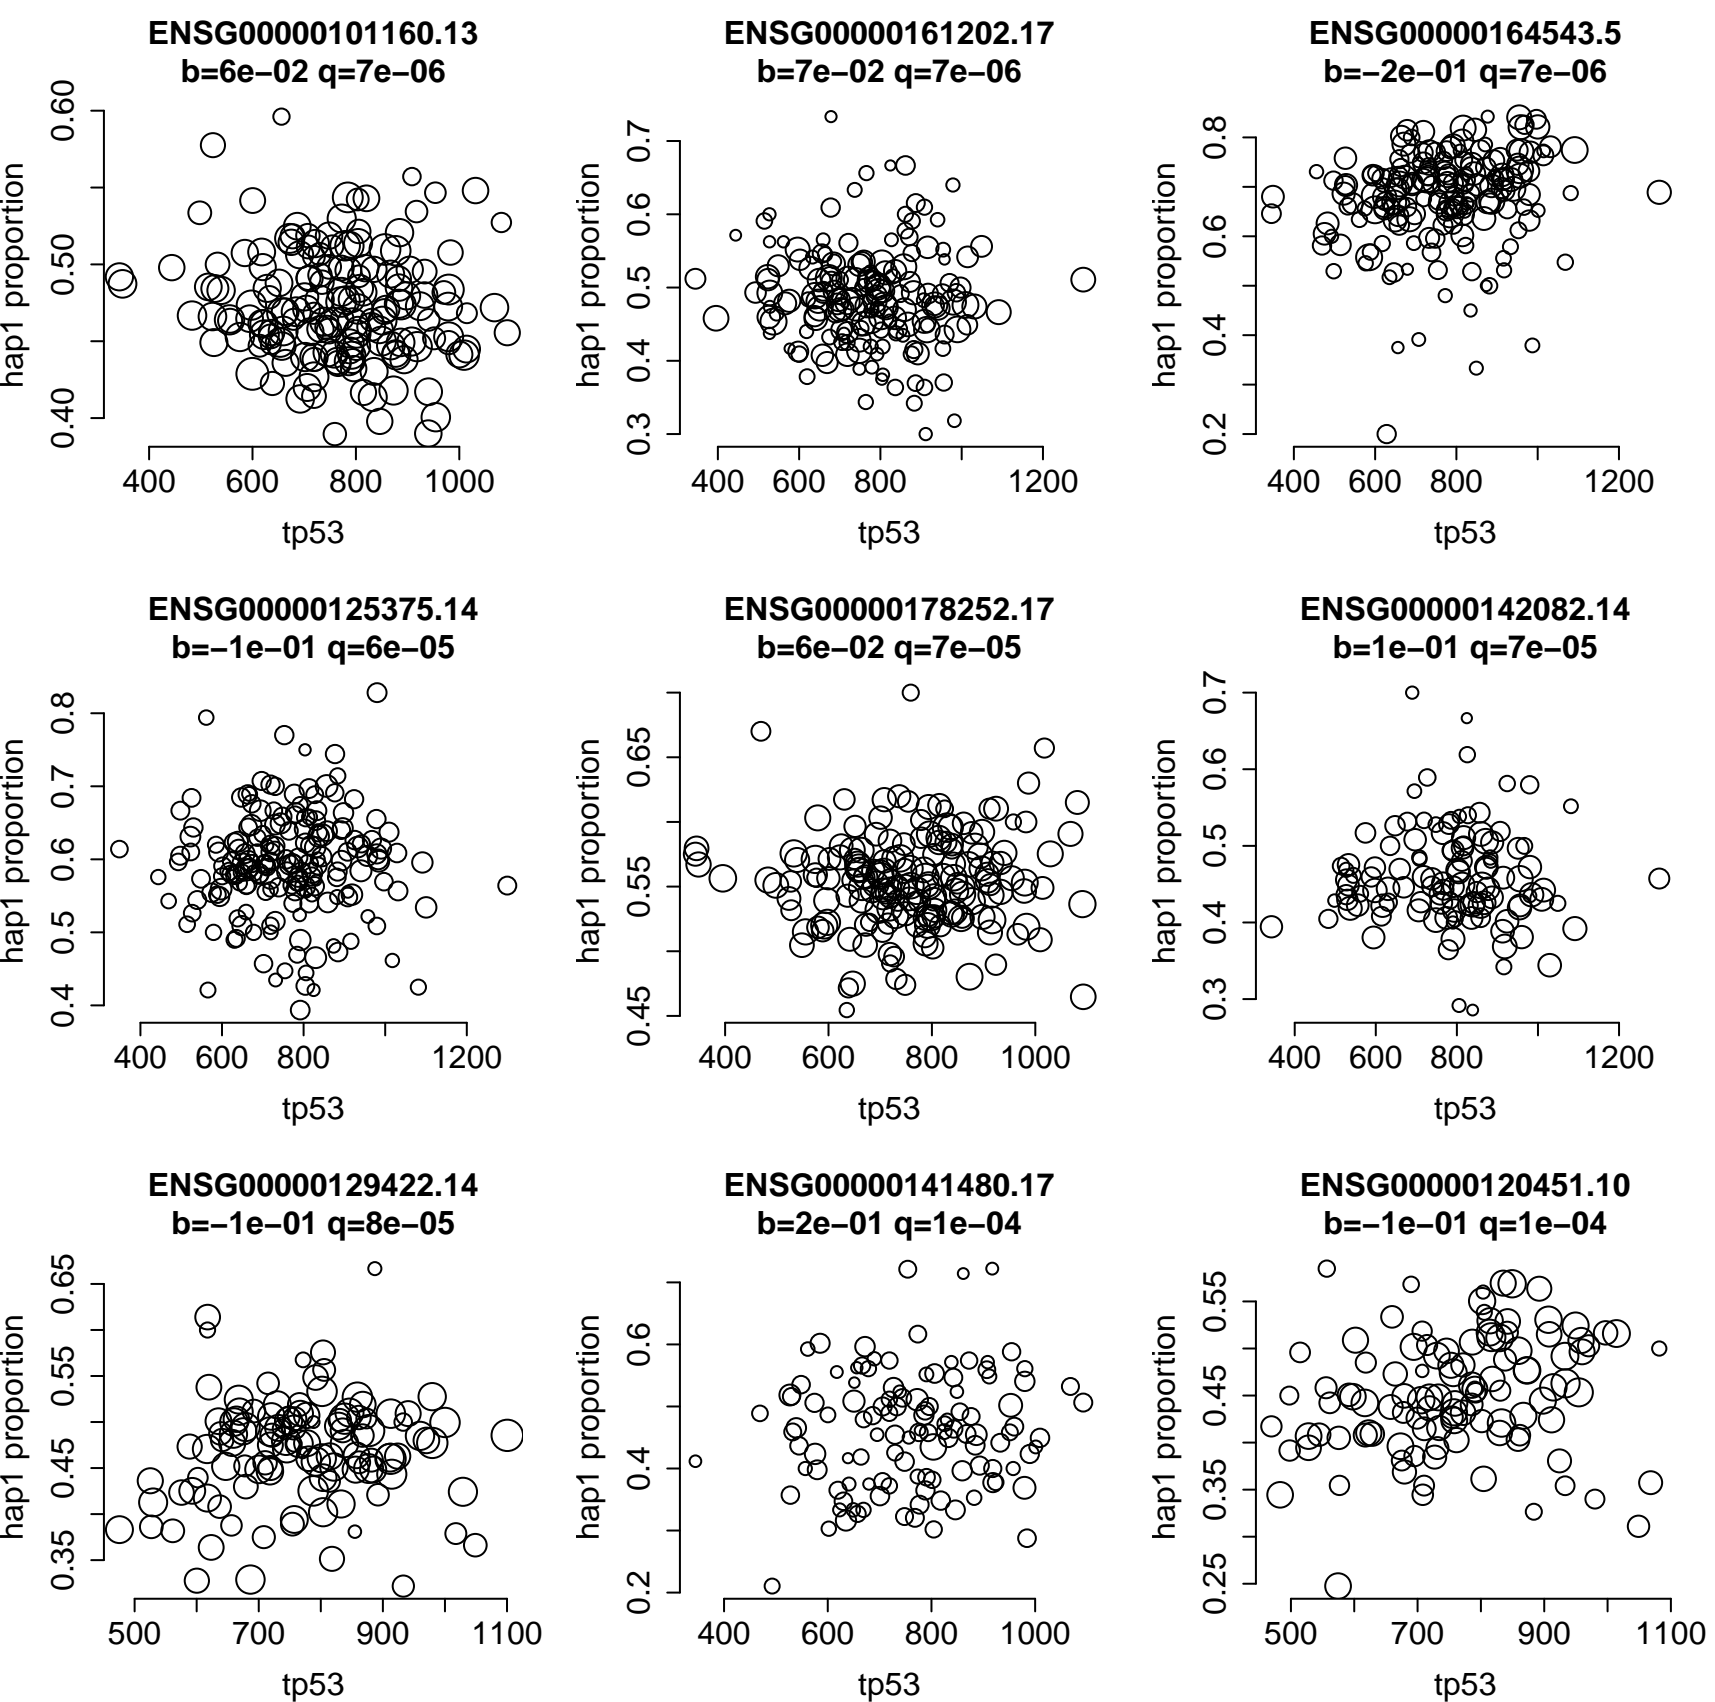 ENSG00000101160.13
b=6e−02 q=7e−06
hap1 proportion
0.40 0.50 0.60
400 600 800 1000
tp53
ENSG00000161202.17
b=7e−02 q=7e−06
hap1 proportion
0.3 0.4 0.5 0.6 0.7
400 600 800 1200
tp53
ENSG00000164543.5
b=−2e−01 q=7e−06
hap1 proportion
0.2 0.4 0.6 0.8
400 600 800 1200
tp53
ENSG00000125375.14
b=−1e−01 q=6e−05
hap1 proportion
0.4 0.5 0.6 0.7 0.8
400 600 800 1200
tp53
ENSG00000178252.17
b=6e−02 q=7e−05
hap1 proportion
0.45 0.55 0.65
400 600 800 1000
tp53
ENSG00000142082.14
b=1e−01 q=7e−05
hap1 proportion
0.3 0.4 0.5 0.6 0.7
400 600 800 1200
tp53
ENSG00000129422.14
b=−1e−01 q=8e−05
hap1 proportion
0.35 0.45 0.55 0.65
500 700 900 1100
tp53
ENSG00000141480.17
b=2e−01 q=1e−04
hap1 proportion
0.2 0.4 0.6
400 600 800 1000
tp53
ENSG00000120451.10
b=−1e−01 q=1e−04
hap1 proportion
0.25 0.35 0.45 0.55
500 700 900 1100
tp53